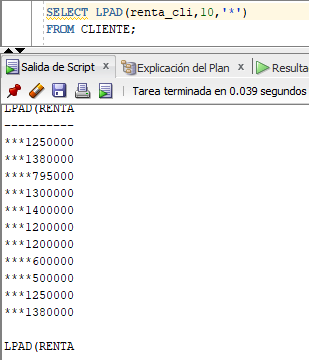 SELECT LPAD(renta_cli,10,'*')
FROM CLIENTE;
Salida de Script × Explicación del Plan × Resulta
Tarea terminada en 0.039 segundos
LPAD(RENTA
----------
***1250000
***1380000
****795000
***1300000
***1400000
***1200000
***1200000
****600000
****500000
***1250000
***1380000
LPAD(RENTA